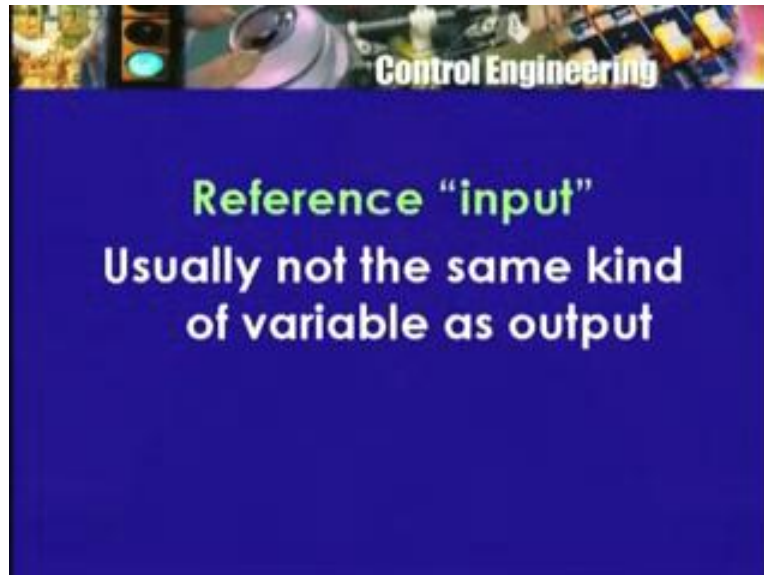 Control Engineering
Reference “input”
Usually not the same kind
of variable as output